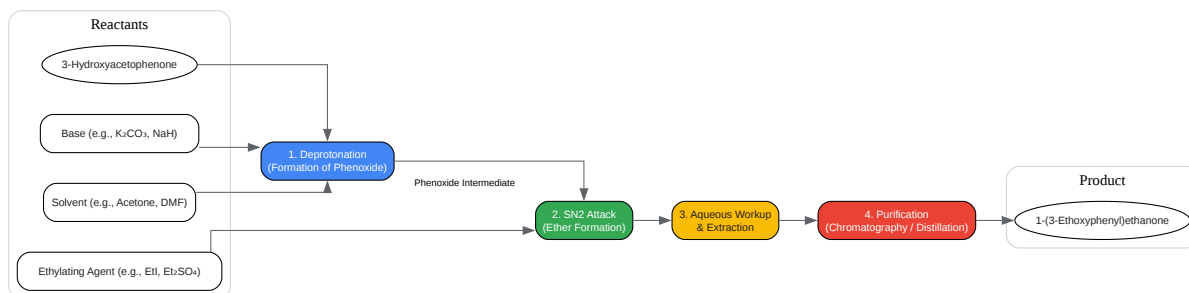 Reactants
3-Hydroxyacetophenone
Base (e.g., K₂CO₃, NaH)
Solvent (e.g., Acetone, DMF)
Ethylating Agent (e.g., EtI, Et₂SO₄)
1. Deprotonation
(Formation of Phenoxide)
Phenoxide Intermediate
2. SN2 Attack
(Ether Formation)
3. Aqueous Workup
& Extraction
4. Purification
(Chromatography / Distillation)
Product
1-(3-Ethoxyphenyl)ethanone